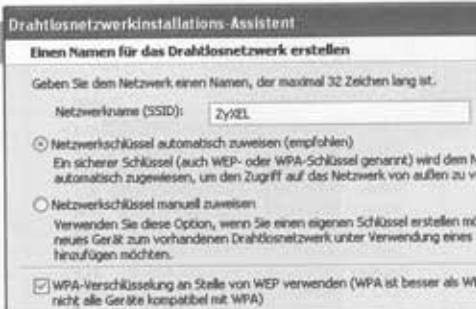 Drahtlosnetzwerkinstallations-Assistent
Einen Namen für das Drahtlosnetzwerk erstellen
Geben Sie dem Netzwerk einen Namen, der maximal 32 Zeichen lang ist.
Netzwerkname (SSID): ZyXEL
Netzwerkschlüssel automatisch zuweisen (empfohlen)
Ein sicherer Schlüssel (auch WEP- oder WPA-Schlüssel genannt) wird dem
automatisch zugewiesen, um den Zugriff auf das Netzwerk von außen zu
Netzwerkschlüssel manuell zuweisen
Verwenden Sie diese Option, wenn Sie einen eigenen Schlüssel erstellen
neues Gerät zum vorhandenen Drahtlosnetzwerk unter Verwendung eines
hinzufügen möchten.
WPA-Verschlüsselung an Stelle von WEP verwenden (WPA ist besser als
nicht alle Geräte kompatibel mit WPA)